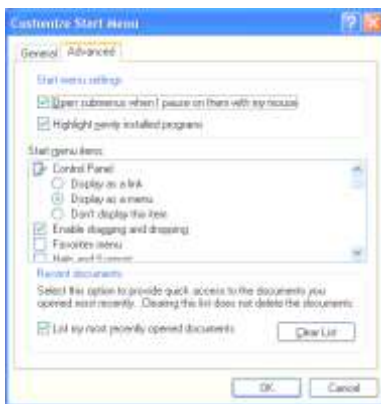 Customize Start Menu
General Advanced
Start menu settings
Open submenus when I pause on them with my mouse
Highlight newly installed programs
Start menu items:
Control Panel
Display as a link
Display as a menu
Don't display this item
Enable dragging and dropping
Favorites menu
Help and Support
Recent documents
Select this option to provide quick access to the documents you
opened most recently. Clearing this list does not delete the documents.
List my most recently opened documents
Clear List
OK Cancel